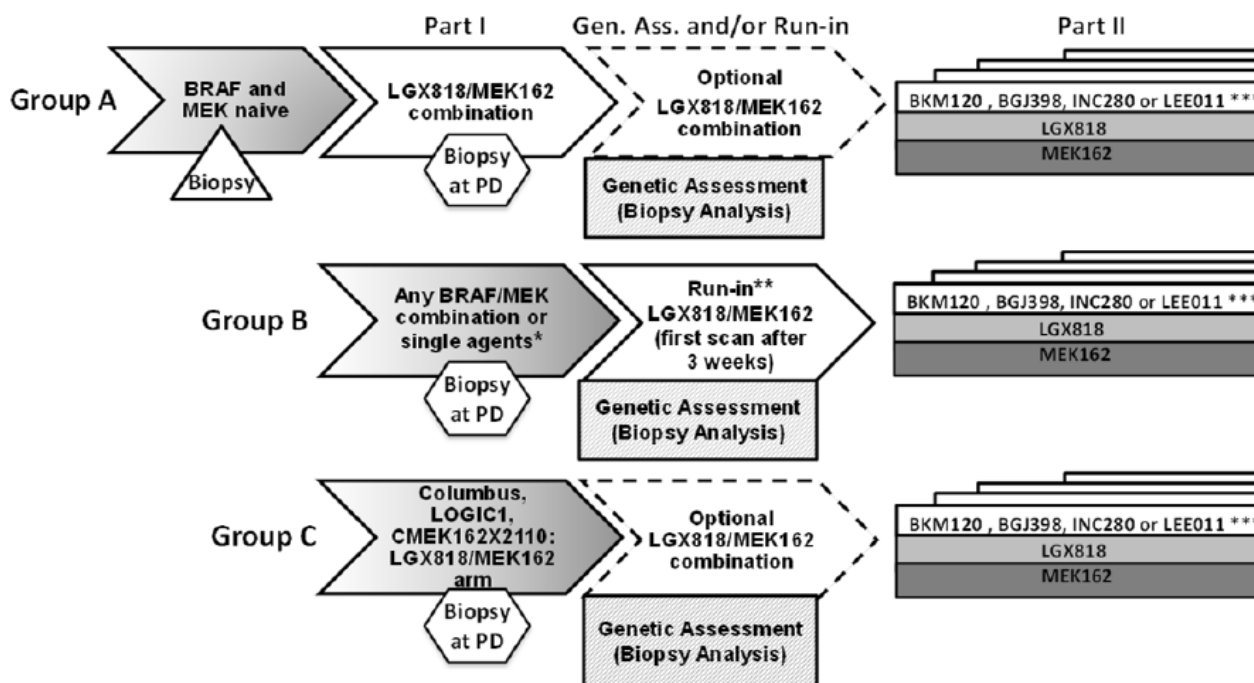 Part I
Gen. Ass. and/or Run-in
Part II
Group A
BRAF and
MEK naive
Biopsy
LGX818/MEK162
combination
Biopsy
at PD
Optional
LGX818/MEK162
combination
Genetic Assessment
(Biopsy Analysis)
BKM120 , BGJ398, INC280 or LEE011 ***
LGX818
MEK162
Group B
Any BRAF/MEK
combination or
single agents*
Biopsy
at PD
Run-in**
LGX818/MEK162
(first scan after
3 weeks)
Genetic Assessment
(Biopsy Analysis)
BKM120 , BGJ398, INC280 or LEE011 ***
LGX818
MEK162
Group C
Columbus,
LOGIC1,
CMEK162X2110:
LGX818/MEK162
arm
Biopsy
at PD
Optional
LGX818/MEK162
combination
Genetic Assessment
(Biopsy Analysis)
BKM120 , BGJ398, INC280 or LEE011 ***
LGX818
MEK162